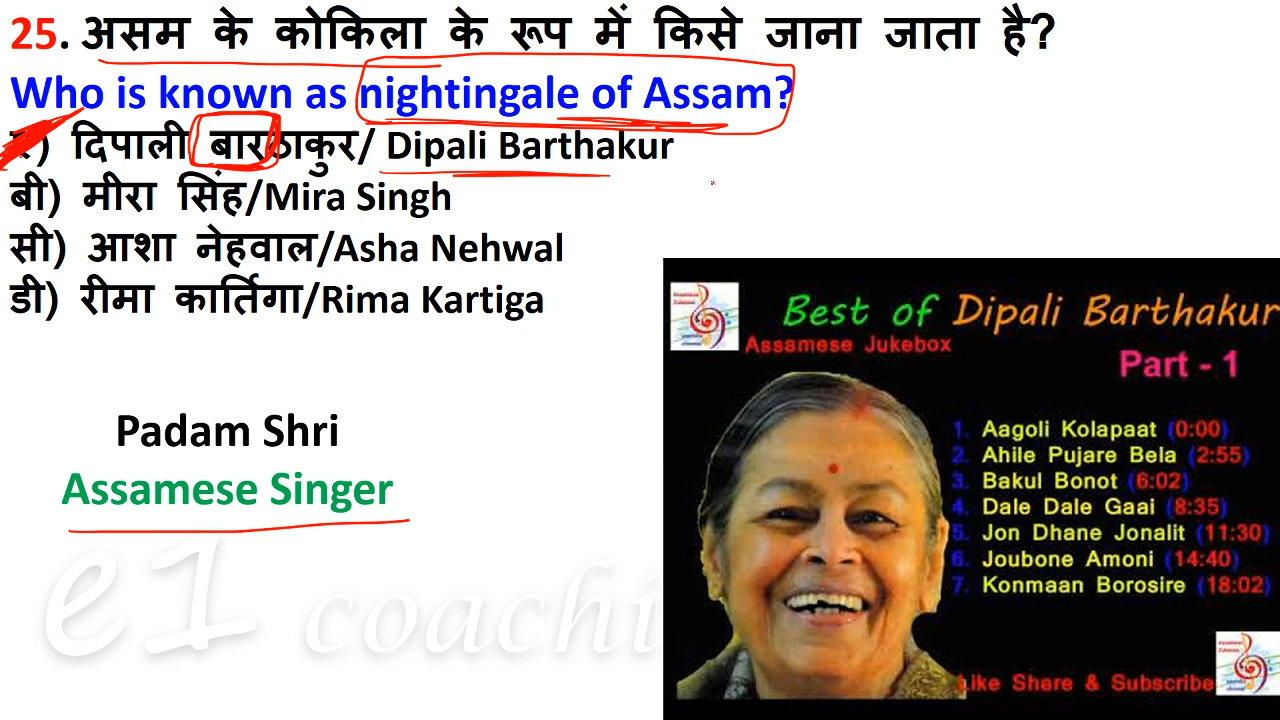 25. असम के कोकिला के रूप में किसे जाना जाता है?
Who is known as nightingale of Assam?
ए) दिपाली बारठाकुर/ Dipali Barthakur
बी) मीरा सिंह/Mira Singh
सी) आशा नेहवाल/Asha Nehwal
डी) रीमा कार्तिगा/Rima Kartiga
Padam Shri
Assamese Singer
e1 coachi
Best of Dipali Barthakur
Assamese Jukebox
Part - 1
1. Aagoli Kolapaat (0:00)
2. Ahile Pujare Bela (2:55)
3. Bakul Bonot (6:02)
4. Dale Dale Gaai (8:35)
5. Jon Dhane Jonalit (11:30)
6. Joubone Amoni (14:40)
7. Konmaan Borosire (18:02)
Like Share & Subscribe